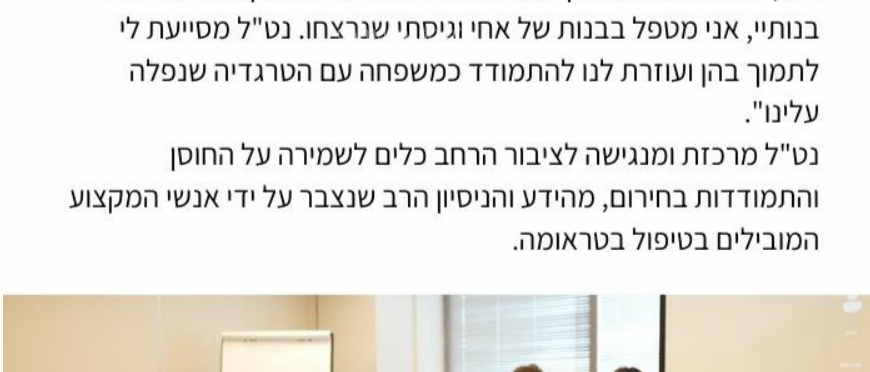 בנותיי, אני מטפל בבנות של אחי וגיסתי שנרצחו. נט"ל מסייעת לי
לתמוך בהן ועוזרת לנו להתמודד כמשפחה עם הטרגדיה שנפלה
עלינו".
נט"ל מרכזת ומנגישה לציבור הרחב כלים לשמירה על החוסן
והתמודדות בחירום, מהידע והניסיון הרב שנצבר על ידי אנשי המקצוע
המובילים בטיפול בטראומה.